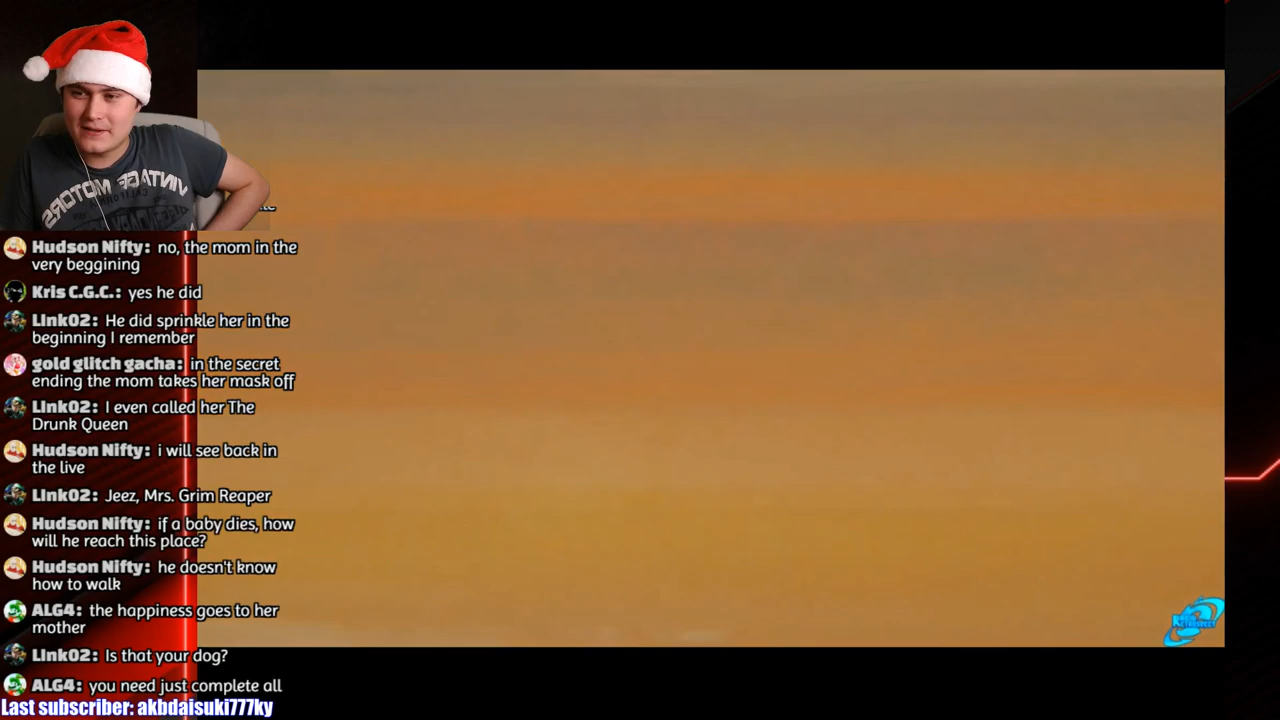 VINTAGE MOTORS
CALIFORNIA
Hudson Nifty: no, the mom in the
very beggining
Kris C.G.C.: yes he did
LInk02: He did sprinkle her in the
beginning I remember
gold glitch gacha: in the secret
ending the mom takes her mask off
LInk02: I even called her The
Drunk Queen
Hudson Nifty: i will see back in
the live
LInk02: Jeez, Mrs. Grim Reaper
Hudson Nifty: if a baby dies, how
will he reach this place?
Hudson Nifty: he doesn't know
how to walk
ALG4: the happiness goes to her
mother
LInk02: Is that your dog?
ALG4: you need just complete all
Last subscriber: akbdaisuki777ky